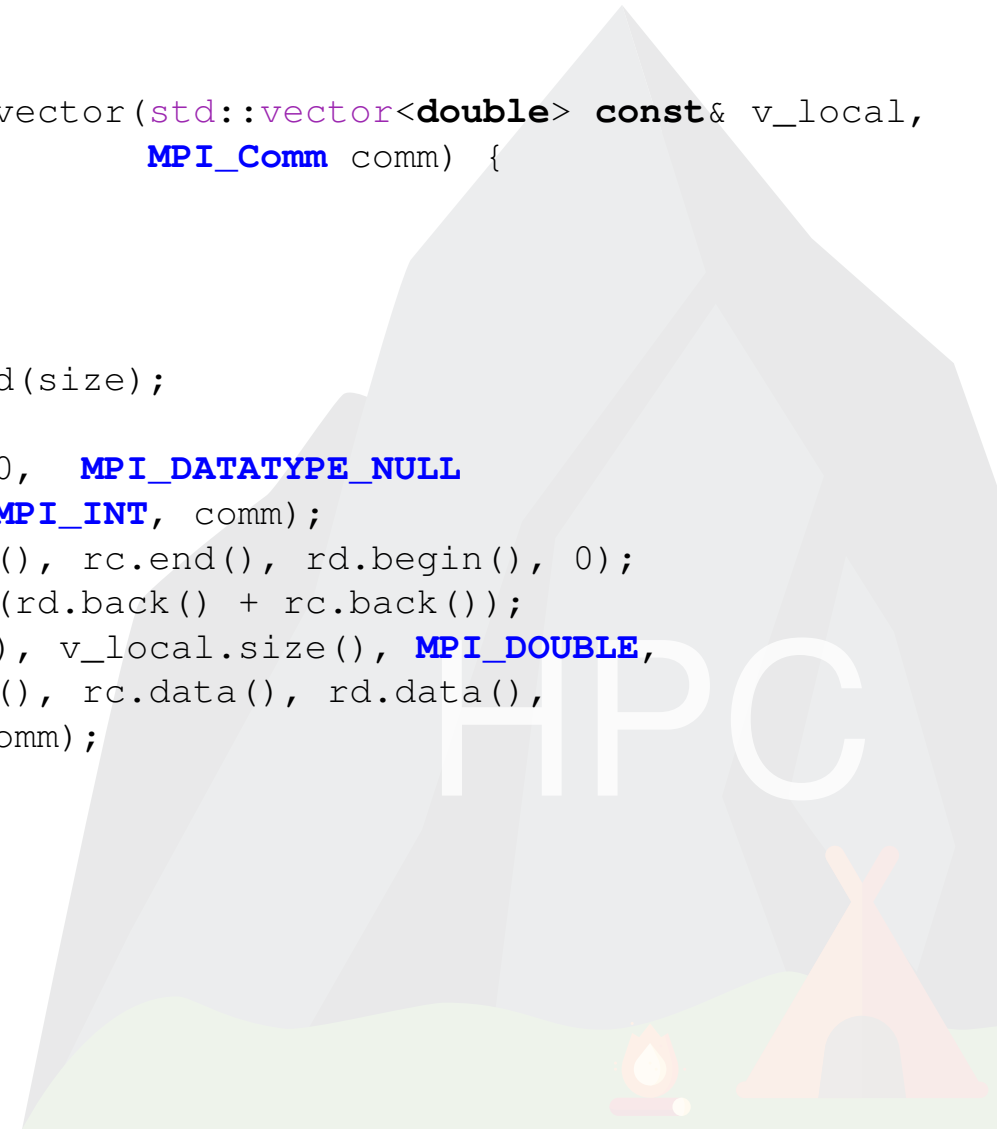 vector(std::vector<double> const& v_local,
MPI_Comm comm) {
d(size);
0, MPI_DATATYPE_NULL
MPI_INT, comm);
(), rc.end(), rd.begin(), 0);
(rd.back() + rc.back());
), v_local.size(), MPI_DOUBLE,
(), rc.data(), rd.data(),
omm);
HPC